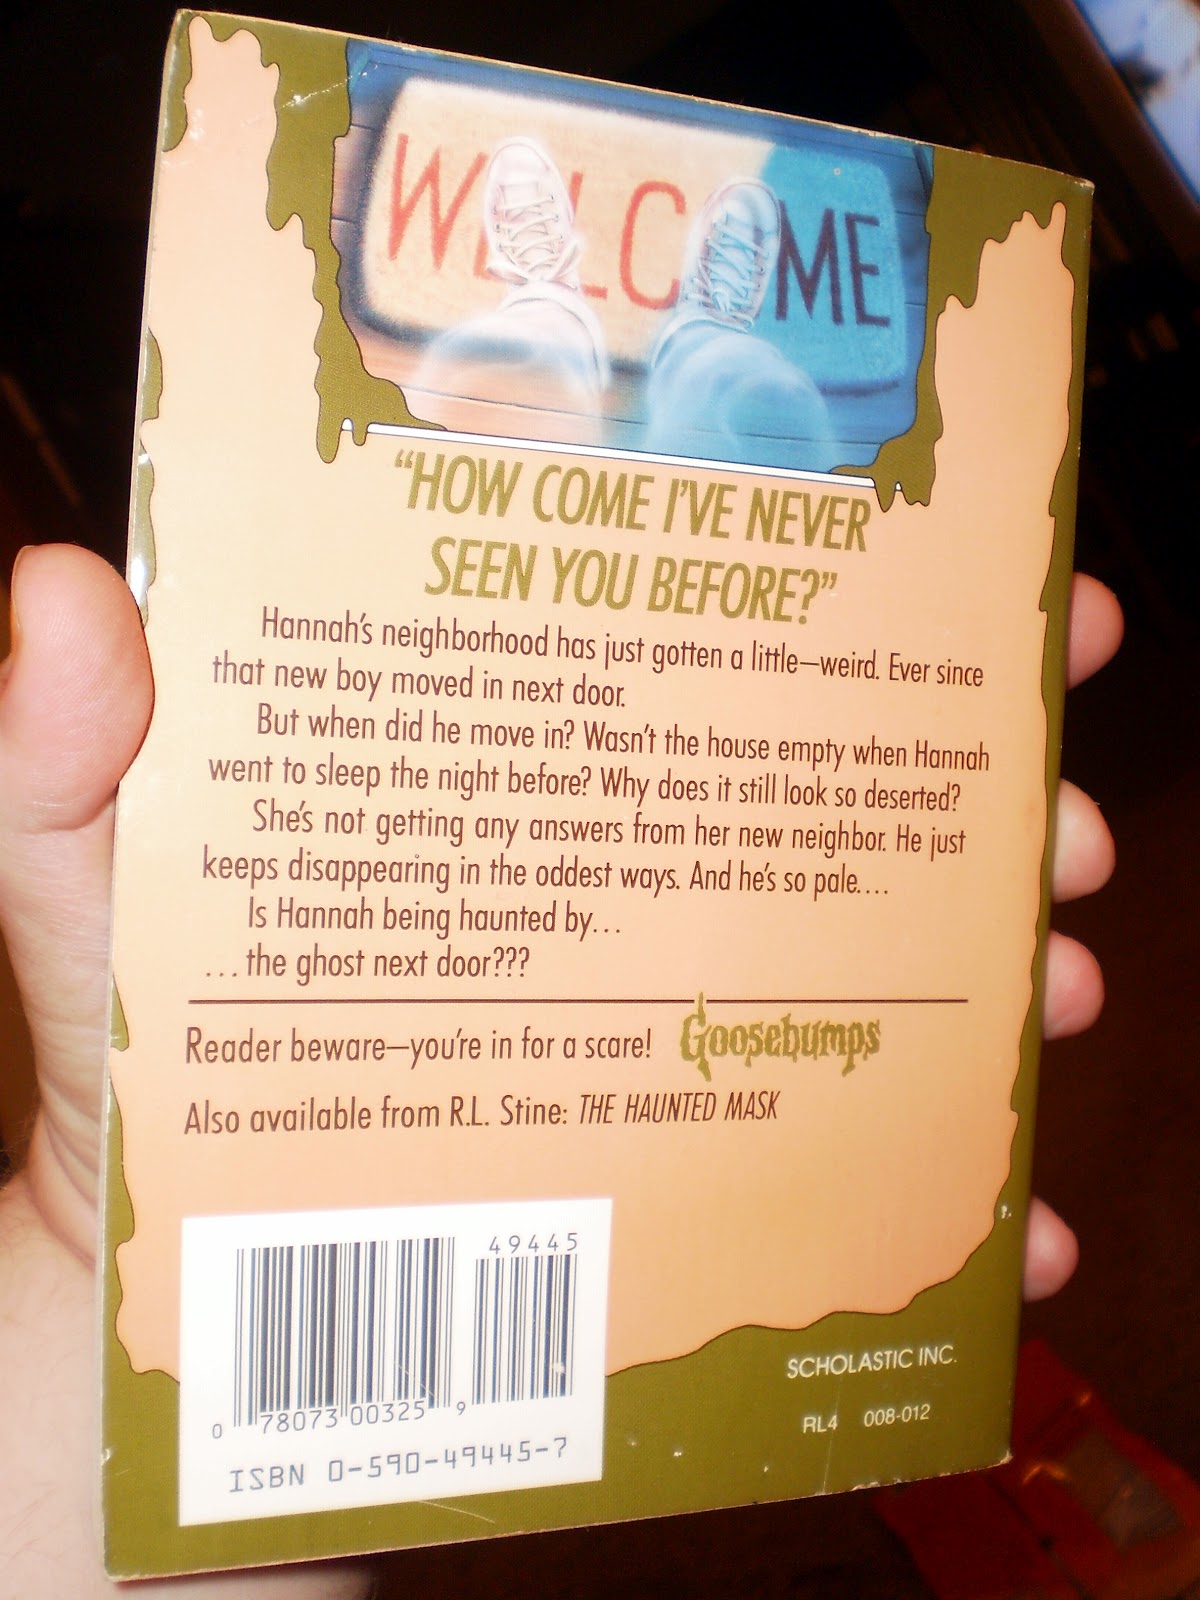 WELCOME
“HOW COME I’VE NEVER
SEEN YOU BEFORE?”
Hannah’s neighborhood has just gotten a little—weird. Ever since
that new boy moved in next door.
But when did he move in? Wasn’t the house empty when Hannah
went to sleep the night before? Why does it still look so deserted?
She’s not getting any answers from her new neighbor. He just
keeps disappearing in the oddest ways. And he’s so pale....
Is Hannah being haunted by...
...the ghost next door???
Reader beware—you’re in for a scare! Goosebumps
Also available from R.L. Stine: THE HAUNTED MASK
49445
0 78073 00325 9
ISBN 0-590-49445-7
SCHOLASTIC INC.
RL4 008-012